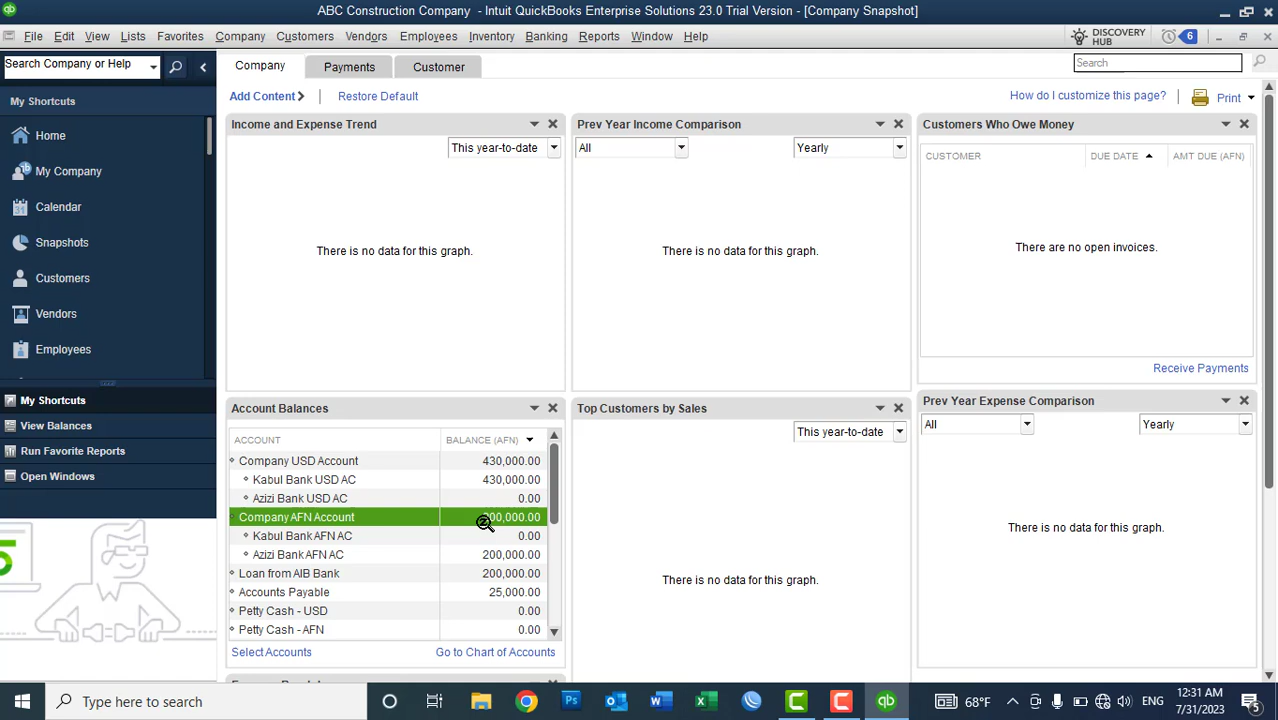 ABC Construction Company - Intuit QuickBooks Enterprise Solutions 23.0 Trial Version - [Company Snapshot]
File Edit View Lists Favorites Company Customers Vendors Employees Inventory Banking Reports Window Help
DISCOVERY HUB
6
Search Company or Help
Company Payments Customer
Search
My Shortcuts
Add Content Restore Default
How do I customize this page? Print
Home
My Company
Calendar
Snapshots
Customers
Vendors
Employees
My Shortcuts
View Balances
Run Favorite Reports
Open Windows
Income and Expense Trend
This year-to-date
There is no data for this graph.
Prev Year Income Comparison
All Yearly
There is no data for this graph.
Customers Who Owe Money
CUSTOMER DUE DATE AMT DUE (AFN)
There are no open invoices.
Receive Payments
Account Balances
ACCOUNT BALANCE (AFN)
Company USD Account 430,000.00
Kabul Bank USD AC 430,000.00
Azizi Bank USD AC 0.00
Company AFN Account 200,000.00
Kabul Bank AFN AC 0.00
Azizi Bank AFN AC 200,000.00
Loan from AIB Bank 200,000.00
Accounts Payable 25,000.00
Petty Cash - USD 0.00
Petty Cash - AFN 0.00
Select Accounts Go to Chart of Accounts
Top Customers by Sales
This year-to-date
There is no data for this graph.
Prev Year Expense Comparison
All Yearly
There is no data for this graph.
Type here to search
68°F
ENG
12:31 AM
7/31/2023
5